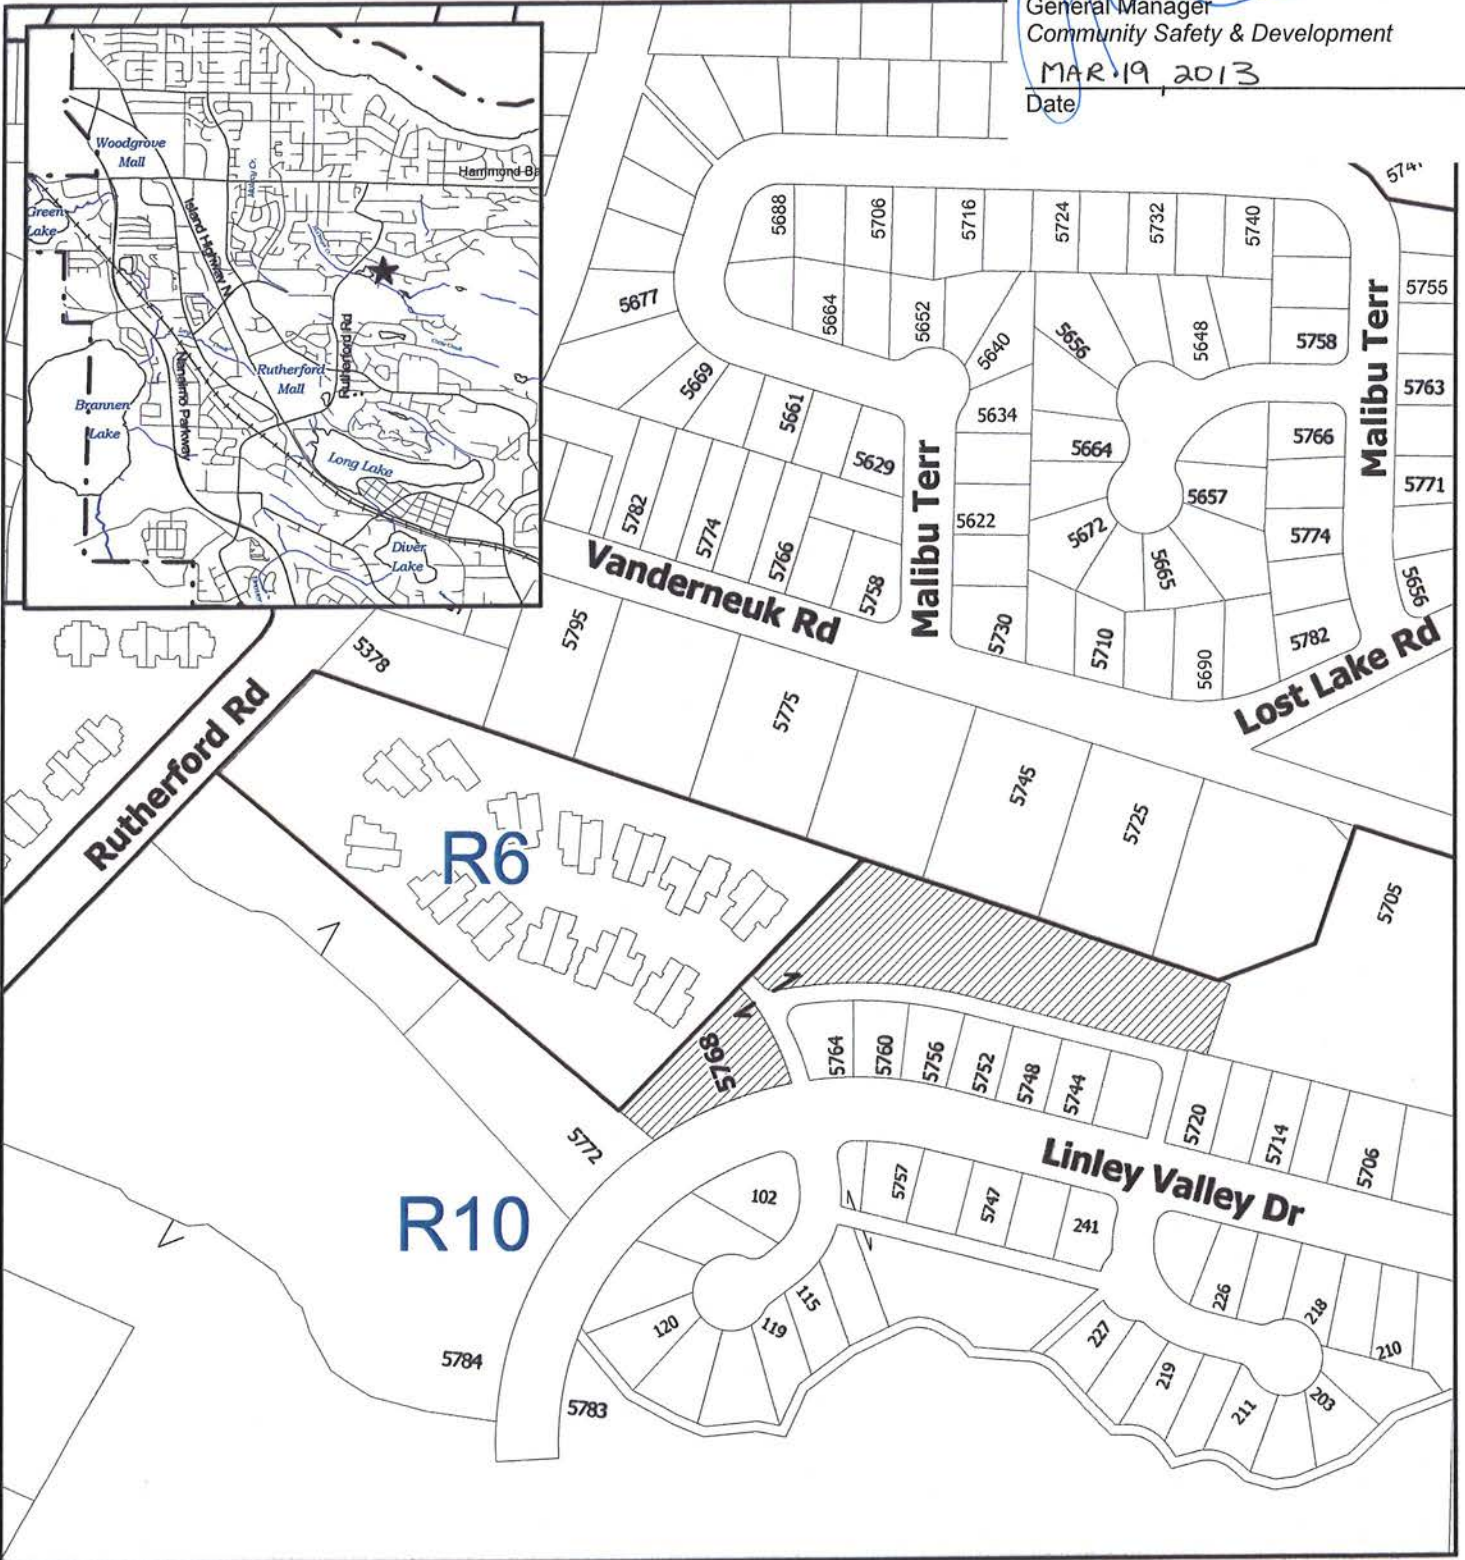 General Manager
Community Safety & Development
MAR. 19, 2013
Date
Woodgrove
Mall
Hammond Ba
Green
Lake
Island Highway N
Rutherford Rd
Rutherford
Mall
Nanaimo Parkway
Brannen
Lake
Long Lake
Diver
Lake
5688
5706
5716
5724
5732
5740
5755
5677
5664
5652
5640
5656
5648
5758
Malibu Terr
5763
5669
5661
5634
5629
5664
5766
5771
5782
5774
5766
5758
Malibu Terr
5622
5657
5672
5665
5774
5656
Vanderneuk Rd
5730
5710
5690
5782
Lost Lake Rd
5795
5378
5775
5745
5725
5705
Rutherford Rd
R6
5768
5764
5760
5756
5752
5748
5744
5720
5714
5706
5772
Linley Valley Dr
R10
102
5757
5747
241
120
119
115
226
218
210
227
219
211
203
5784
5783